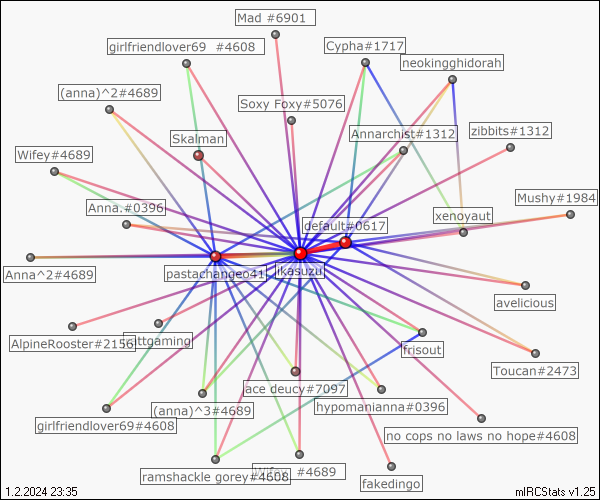 Mad #6901
girlfriendlover69 #4608
Cypha#1717
neokingghidorah
(anna)^2#4689
Soxy Foxy#5076
Skalman
Annarchist#1312
zibbits#1312
Wifey#4689
Mushy#1984
Anna.#0396
xenoyaut
default#0617
Anna^2#4689
pastachangeo41
ikasuzu
avelicious
AlpineRooster#2156
frisout
Toucan#2473
ace deucy#7097
hypomanianna#0396
(anna)^3#4689
girlfriendlover69#4608
no cops no laws no hope#4608
ramshackle gorey#4608
#4689
fakedingo
1.2.2024 23:35
mIRCStats v1.25